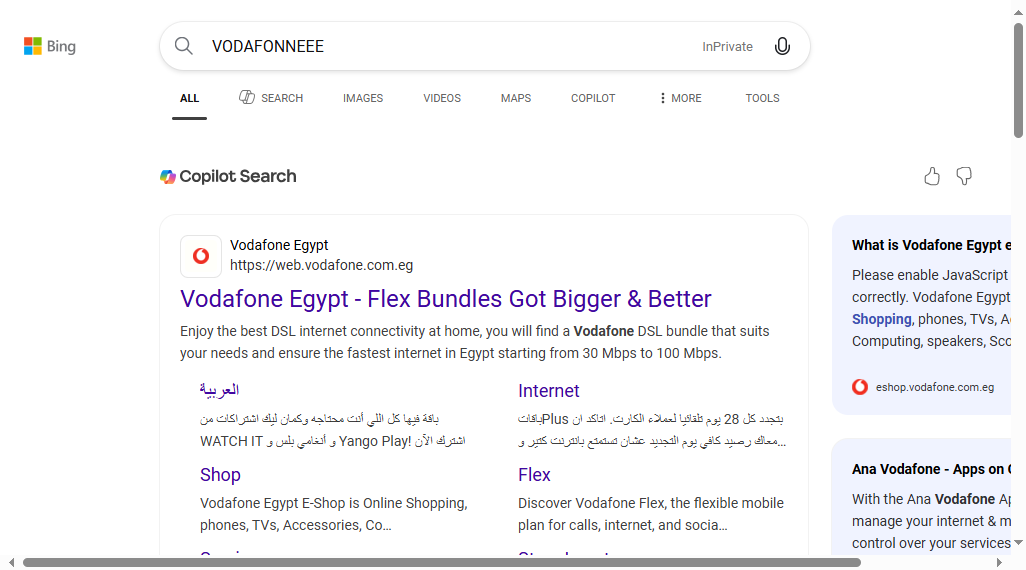 Bing
VODAFONNEEE
InPrivate
ALL
SEARCH
IMAGES
VIDEOS
MAPS
COPILOT
MORE
TOOLS
Copilot Search
Vodafone Egypt
https://web.vodafone.com.eg
Vodafone Egypt - Flex Bundles Got Bigger & Better
Enjoy the best DSL internet connectivity at home, you will find a Vodafone DSL bundle that suits
your needs and ensure the fastest internet in Egypt starting from 30 Mbps to 100 Mbps.
العربية
باقة فيها كل اللي أنت محتاجه وكمان ليك اشتراكات من
WATCH IT و أنغامي بلس و Yango Play! اشترك الآن
Internet
باقاتPlus بتجدد كل 28 يوم تلقائيا لعملاء الكارت. اتاكد ان
معاك رصيد كافي يوم التجديد عشان تستمتع بانترنت كتير و...
Shop
Vodafone Egypt E-Shop is Online Shopping,
phones, TVs, Accessories, Co...
Flex
Discover Vodafone Flex, the flexible mobile
plan for calls, internet, and socia...
What is Vodafone Egypt e
Please enable JavaScript
correctly. Vodafone Egypt
Shopping, phones, TVs, A
Computing, speakers, Sco
eshop.vodafone.com.eg
Ana Vodafone - Apps on G
With the Ana Vodafone Ap
manage your internet & m
control over your services